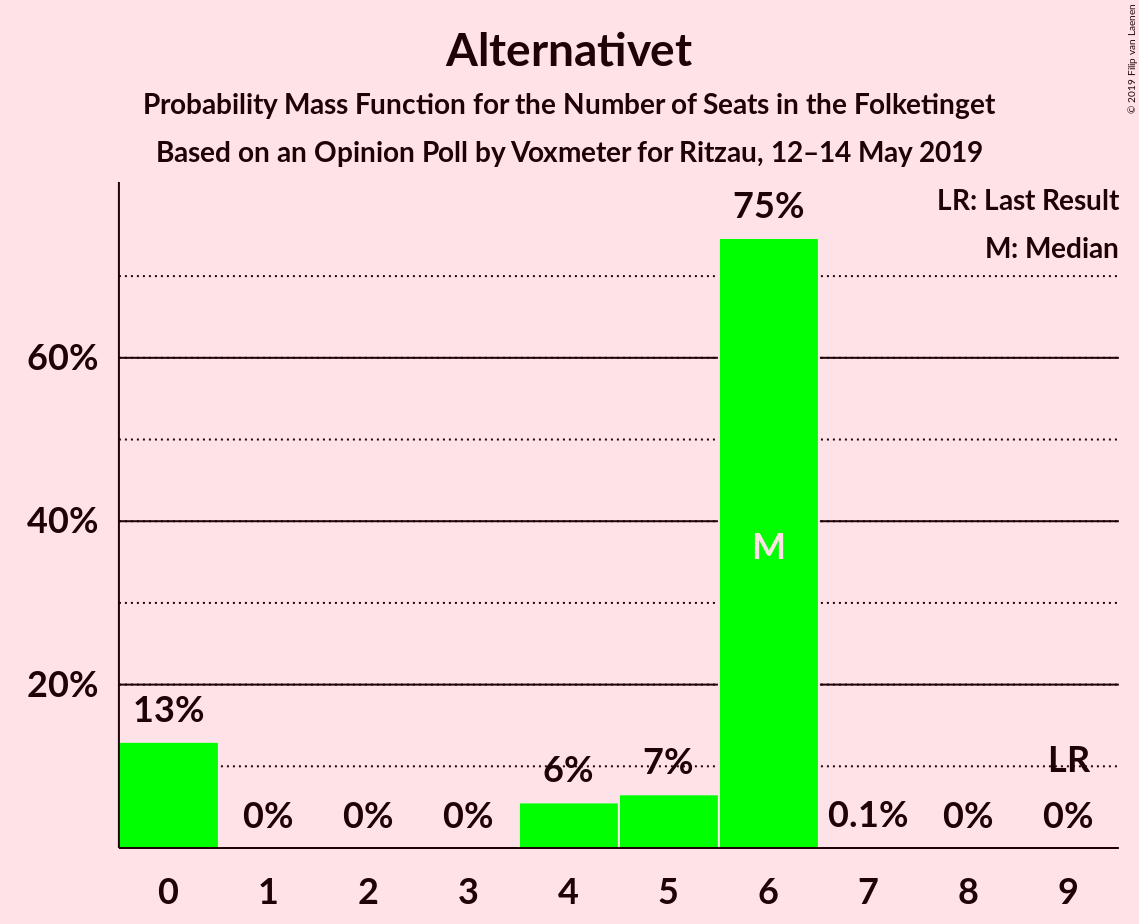 Alternativet
Probability Mass Function for the Number of Seats in the Folketinget
Based on an Opinion Poll by Voxmeter for Ritzau, 12–14 May 2019
© 2019 Filip van Laenen
LR: Last Result
M: Median
75%
60%
40%
M
20%
13%
6%
7%
LR
0%
0%
0%
0.1%
0%
0%
0 1 2 3 4 5 6 7 8 9